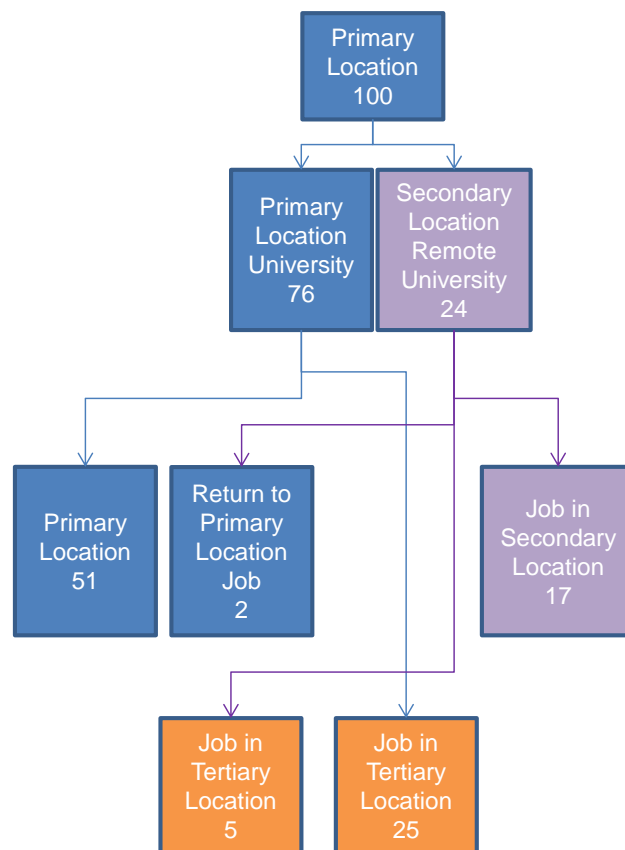 Primary
Location
100
Primary
Location
University
76
Secondary
Location
Remote
University
24
Primary
Location
51
Return to
Primary
Location
Job
2
Job in
Secondary
Location
17
Job in
Tertiary
Location
5
Job in
Tertiary
Location
25